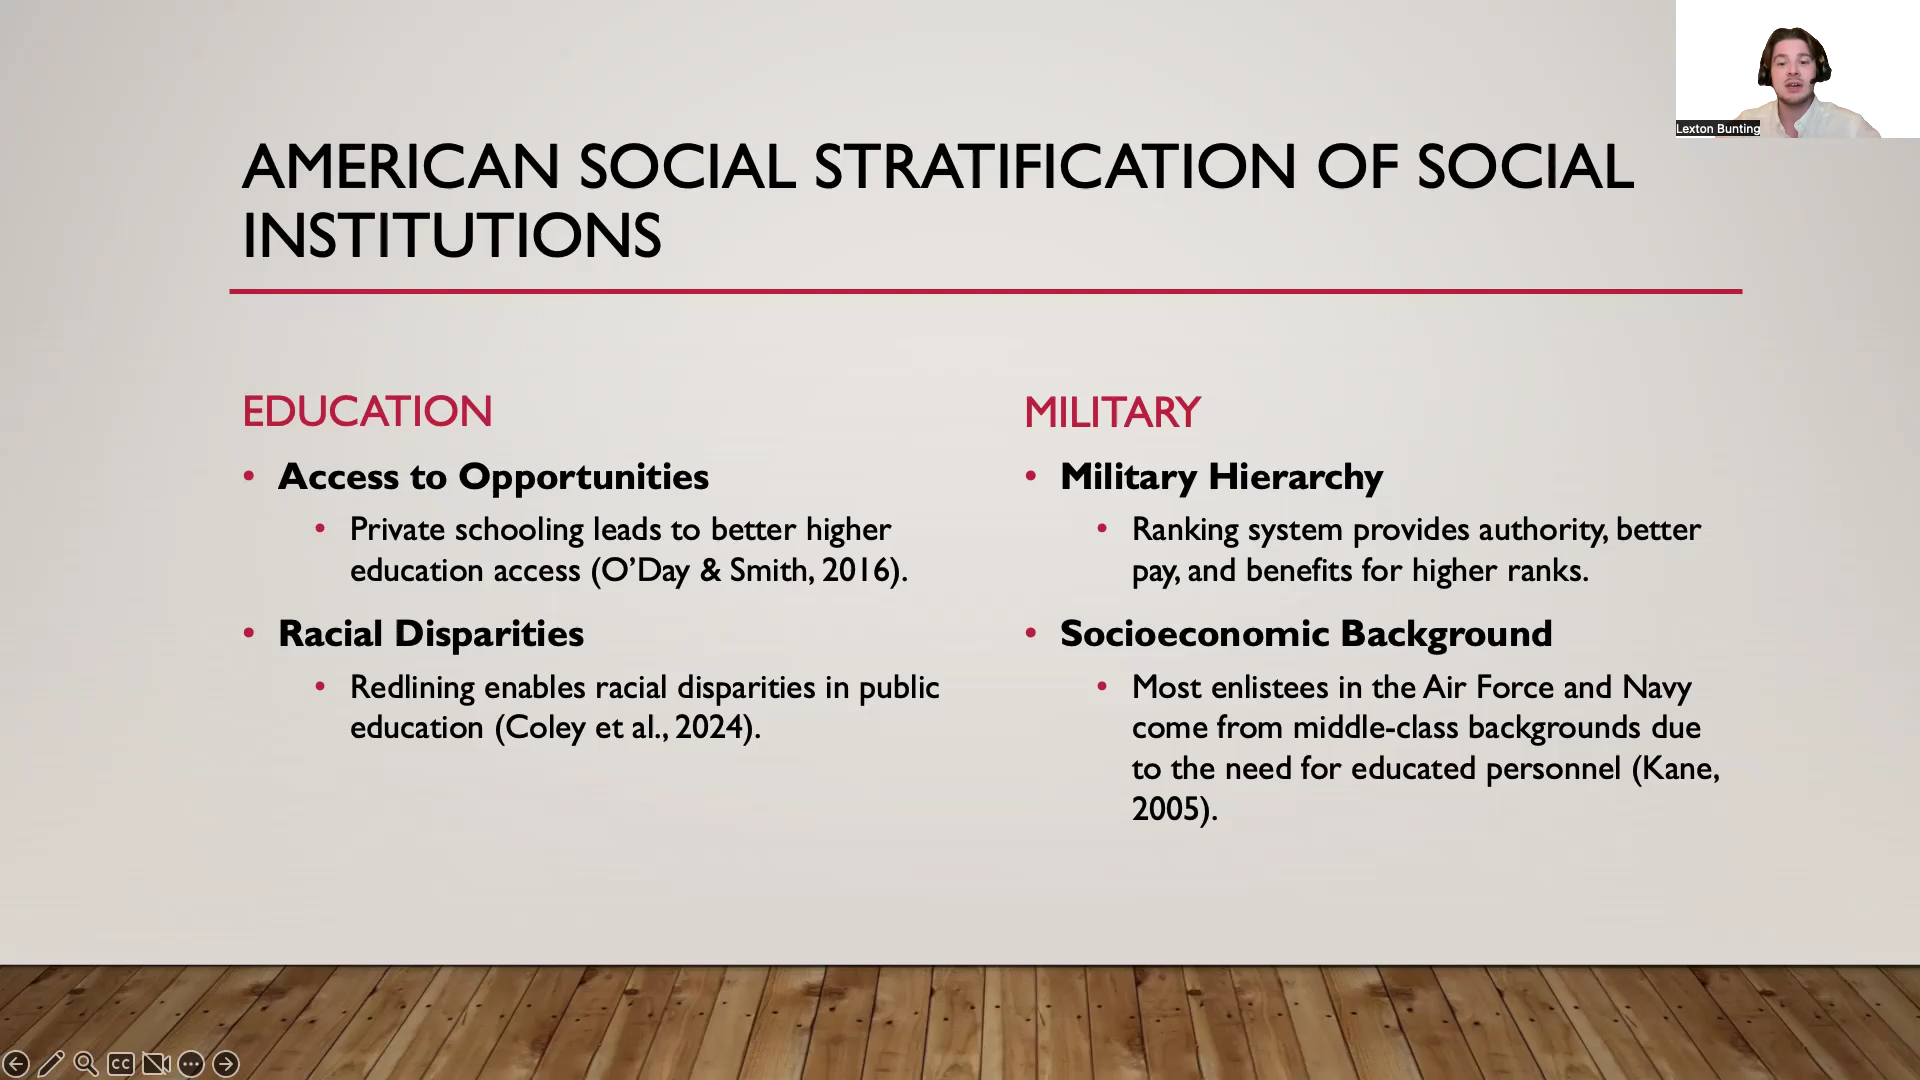 Lexton Bunting
AMERICAN SOCIAL STRATIFICATION OF SOCIAL
INSTITUTIONS
EDUCATION
• Access to Opportunities
• Private schooling leads to better higher
education access (O’Day & Smith, 2016).
• Racial Disparities
• Redlining enables racial disparities in public
education (Coley et al., 2024).
MILITARY
• Military Hierarchy
• Ranking system provides authority, better
pay, and benefits for higher ranks.
• Socioeconomic Background
• Most enlistees in the Air Force and Navy
come from middle-class backgrounds due
to the need for educated personnel (Kane,
2005).
CC